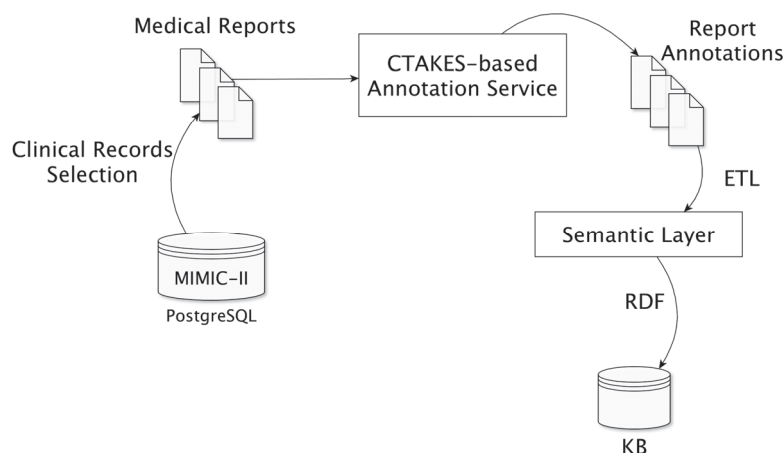 Medical Reports
CTAKES-based
Annotation Service
Report
Annotations
Clinical Records
Selection
ETL
MIMIC-II
PostgreSQL
Semantic Layer
RDF
KB